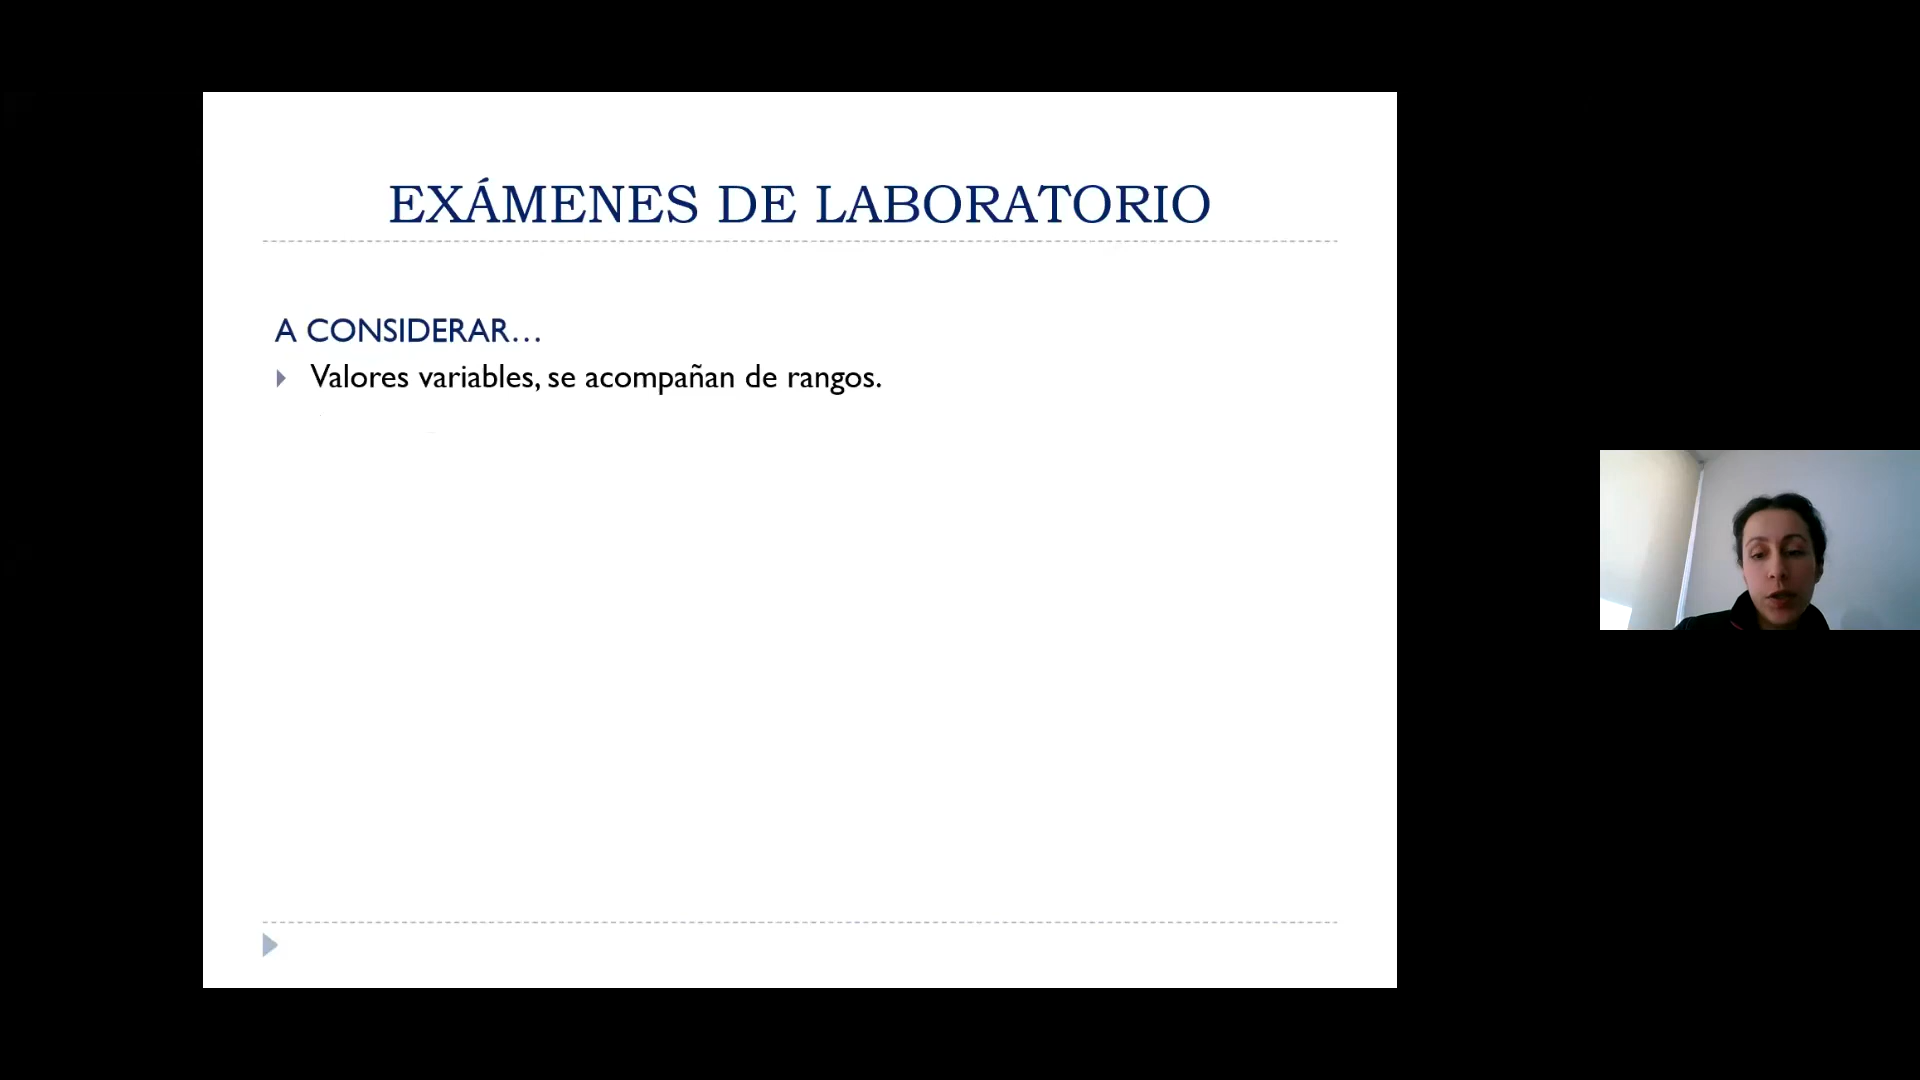 EXÁMENES DE LABORATORIO
A CONSIDERAR…
Valores variables, se acompañan de rangos.